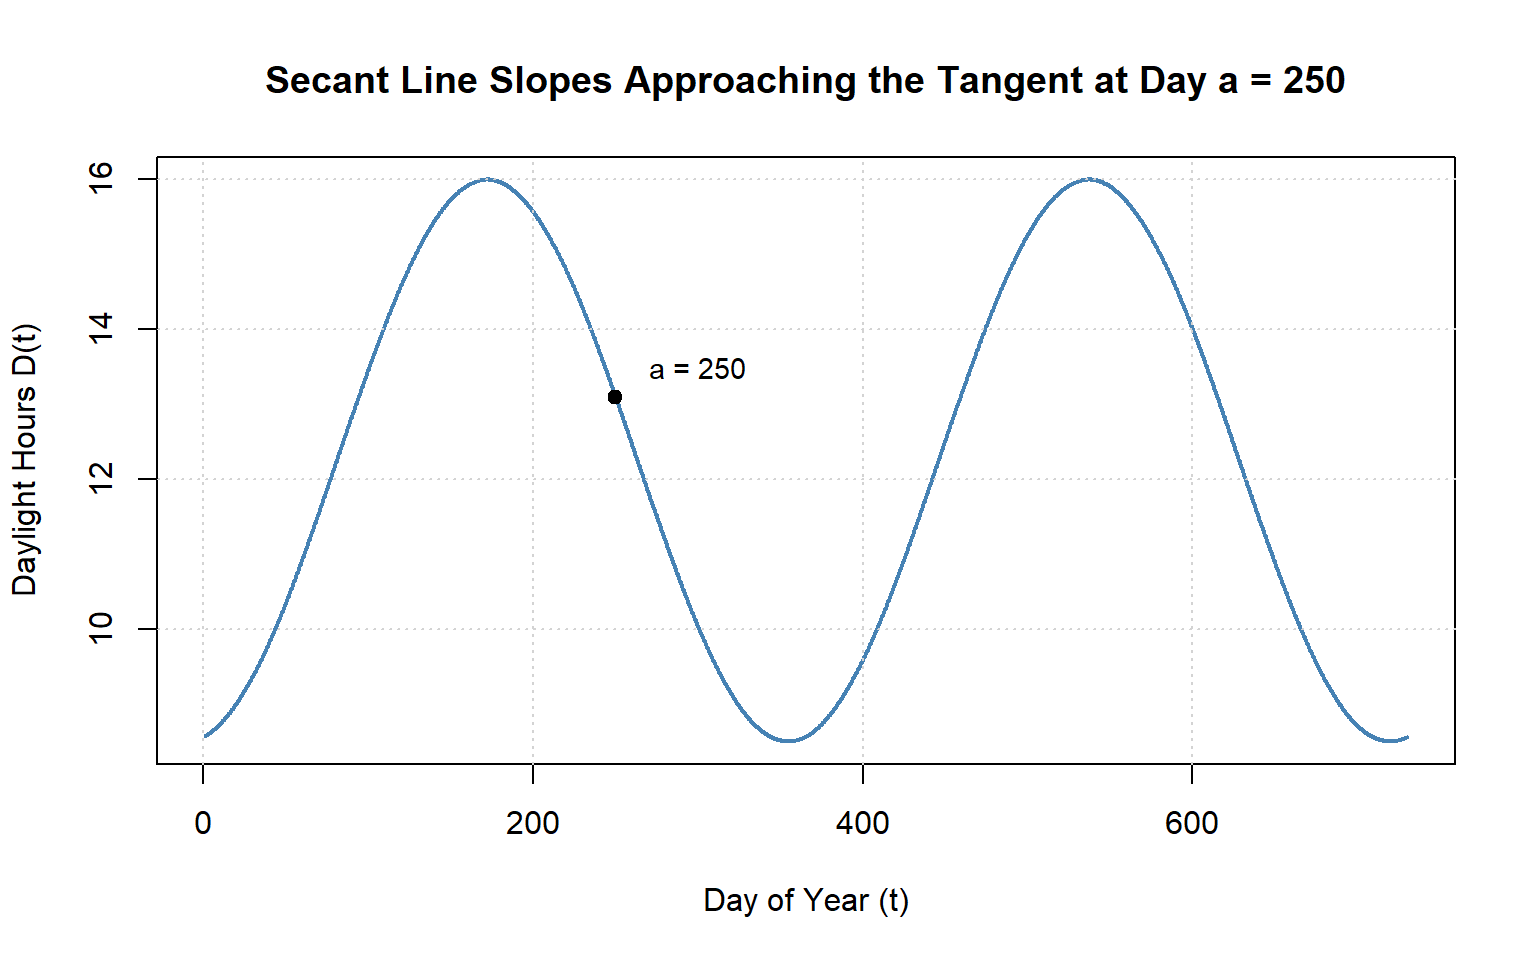 Secant Line Slopes Approaching the Tangent at Day a = 250
16
14
12
10
Daylight Hours D(t)
a = 250
0 200 400 600
Day of Year (t)